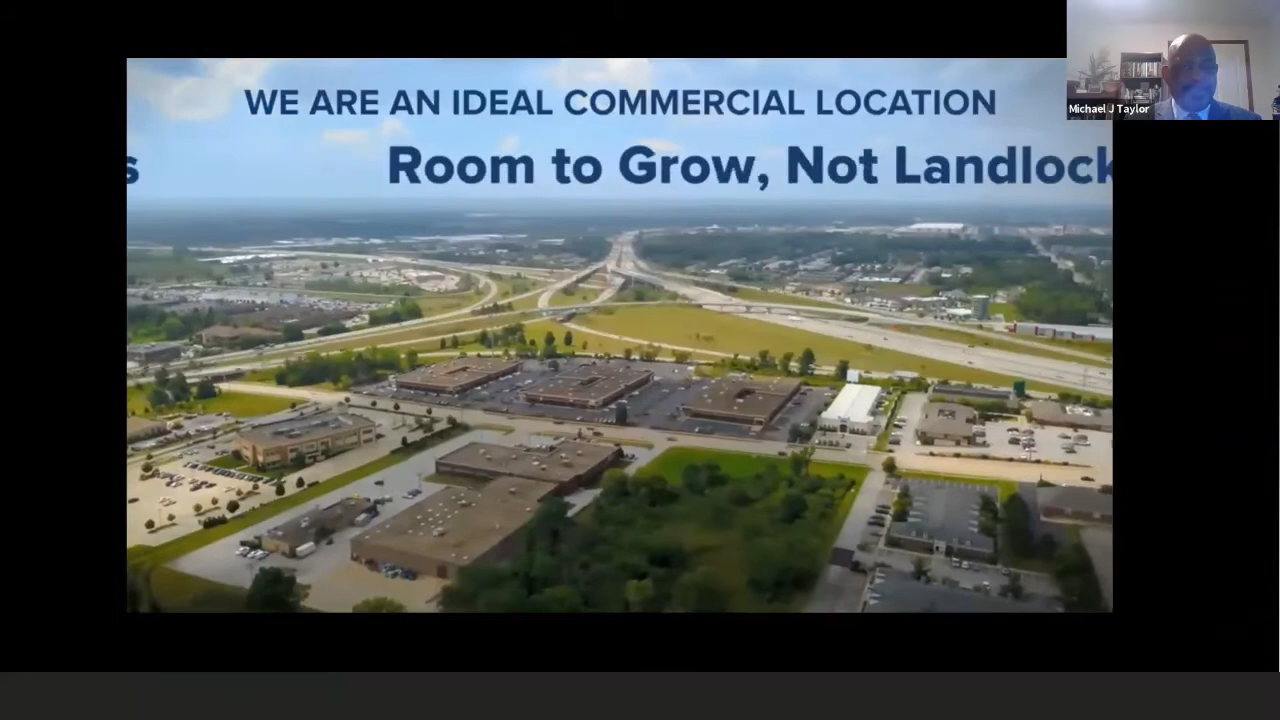 WE ARE AN IDEAL COMMERCIAL LOCATION
s Room to Grow, Not Landlock
Michael J Taylor